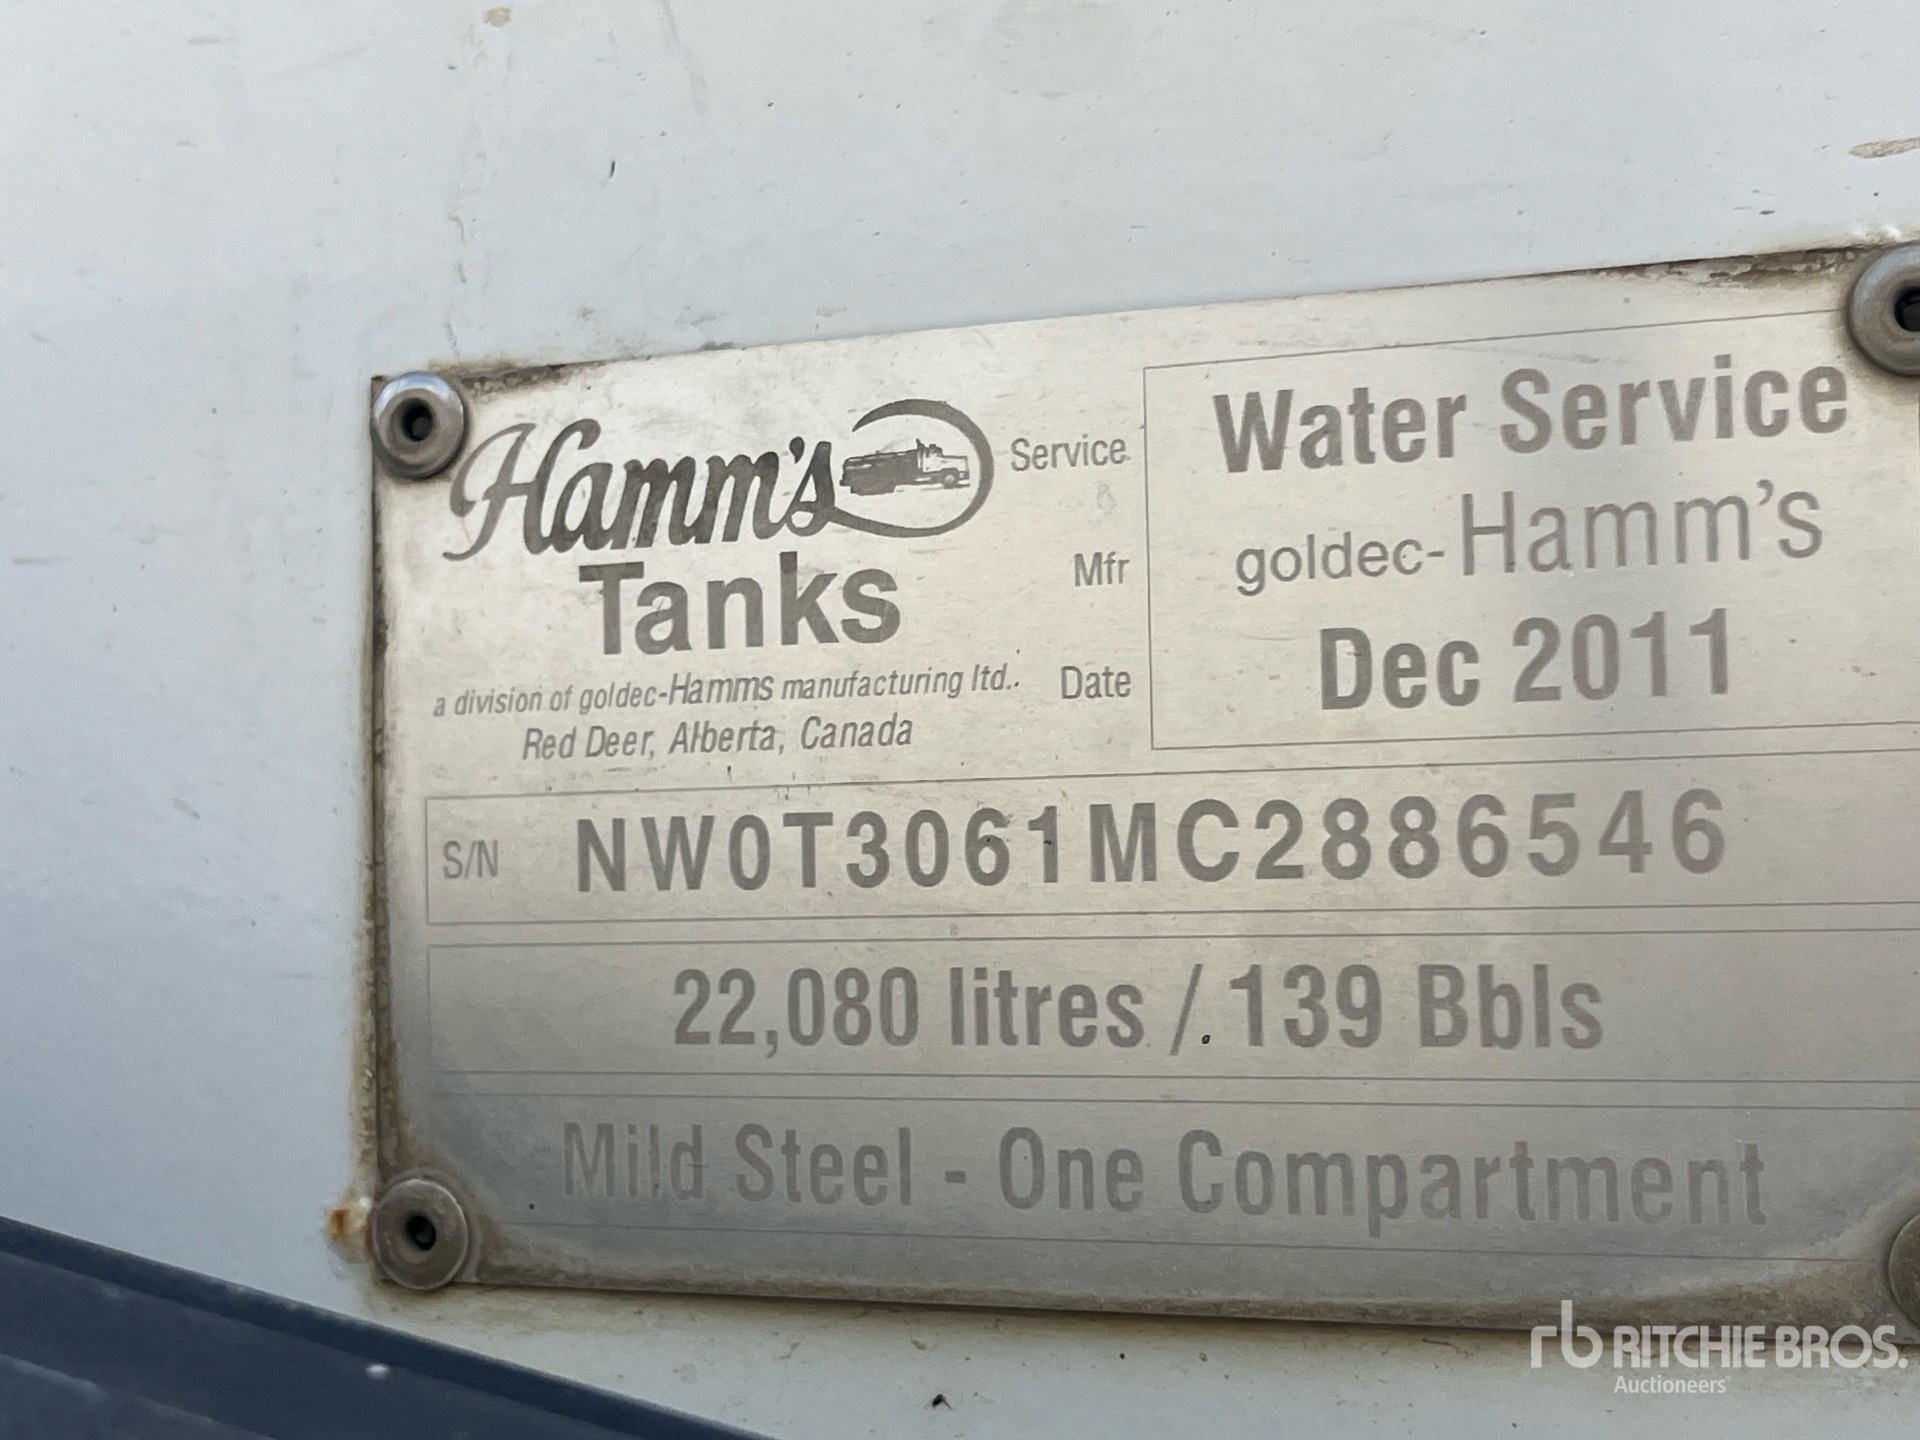 Hamm's
Tanks
a division of goldec-Hamms manufacturing ltd..
Red Deer, Alberta, Canada
Service Water Service
Mfr goldec-Hamm's
Date Dec 2011
S/N NW0T3061MC2886546
22,080 litres / 139 Bbls
Mild Steel - One Compartment
rb RITCHIE BROS.
Auctioneers